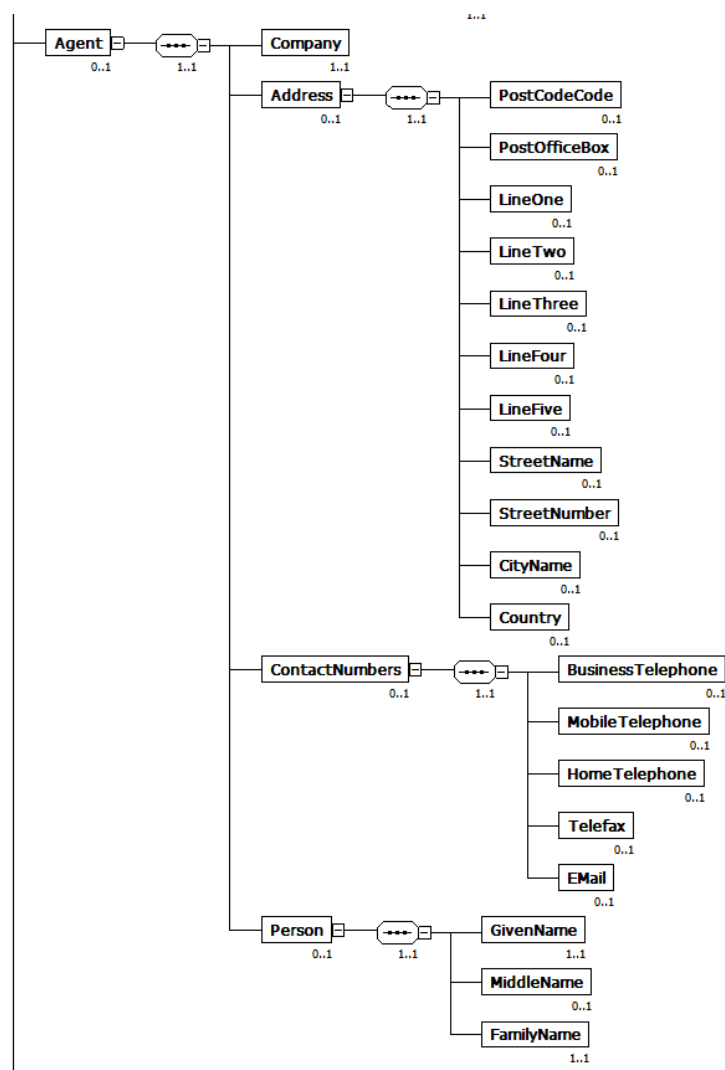 1..1
Agent
0..1
1..1
Company
1..1
Address
0..1
1..1
PostCodeCode
0..1
PostOfficeBox
0..1
LineOne
0..1
LineTwo
0..1
LineThree
0..1
LineFour
0..1
LineFive
0..1
StreetName
0..1
StreetNumber
0..1
CityName
0..1
Country
0..1
ContactNumbers
0..1
1..1
BusinessTelephone
0..1
MobileTelephone
0..1
HomeTelephone
0..1
Telefax
0..1
EMail
0..1
Person
0..1
1..1
GivenName
1..1
MiddleName
0..1
FamilyName
1..1